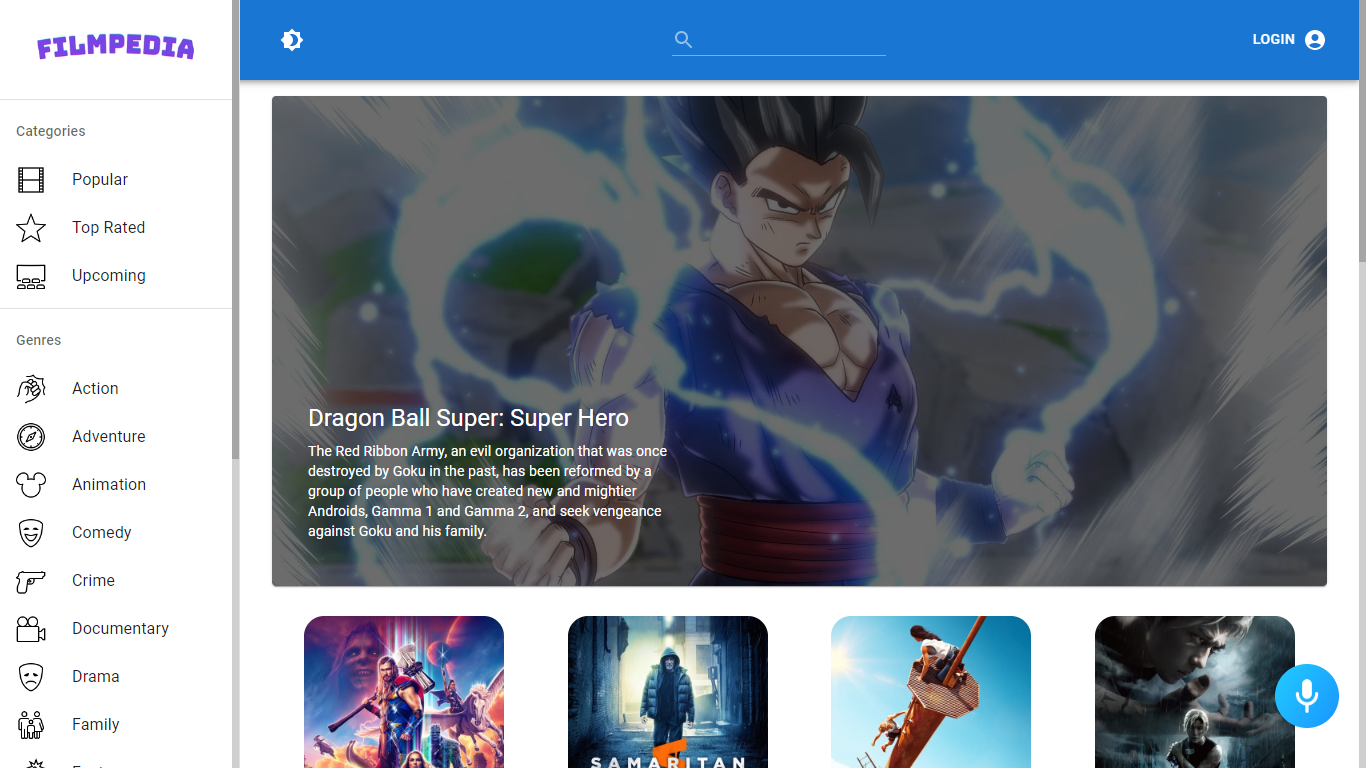 FILMPEDIA
LOGIN
Categories
Popular
Top Rated
Upcoming
Genres
Action
Adventure
Animation
Comedy
Crime
Documentary
Drama
Family
Dragon Ball Super: Super Hero
The Red Ribbon Army, an evil organization that was once
destroyed by Goku in the past, has been reformed by a
group of people who have created new and mightier
Androids, Gamma 1 and Gamma 2, and seek vengeance
against Goku and his family.
SAMARITAN